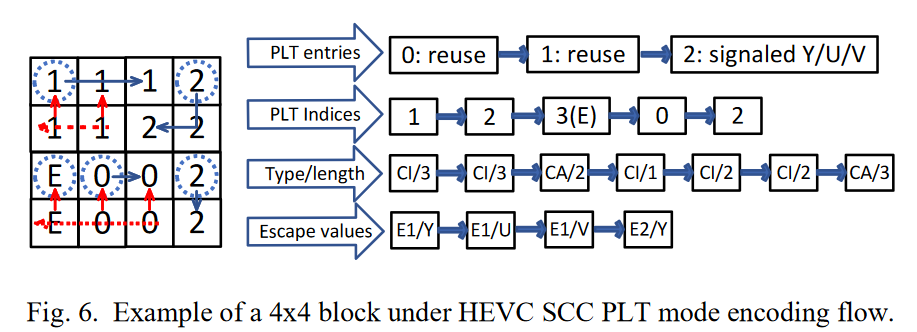 PLT entries 0: reuse 1: reuse 2: signaled Y/U/V
1 1 1 2
PLT Indices 1 2 3(E) 0 2
1 1 2 2
Type/length CI/3 CI/3 CA/2 CI/1 CI/2 CI/2 CA/3
E 0 0 2
Escape values E1/Y E1/U E1/V E2/Y
E 0 0 2
Fig. 6. Example of a 4x4 block under HEVC SCC PLT mode encoding flow.